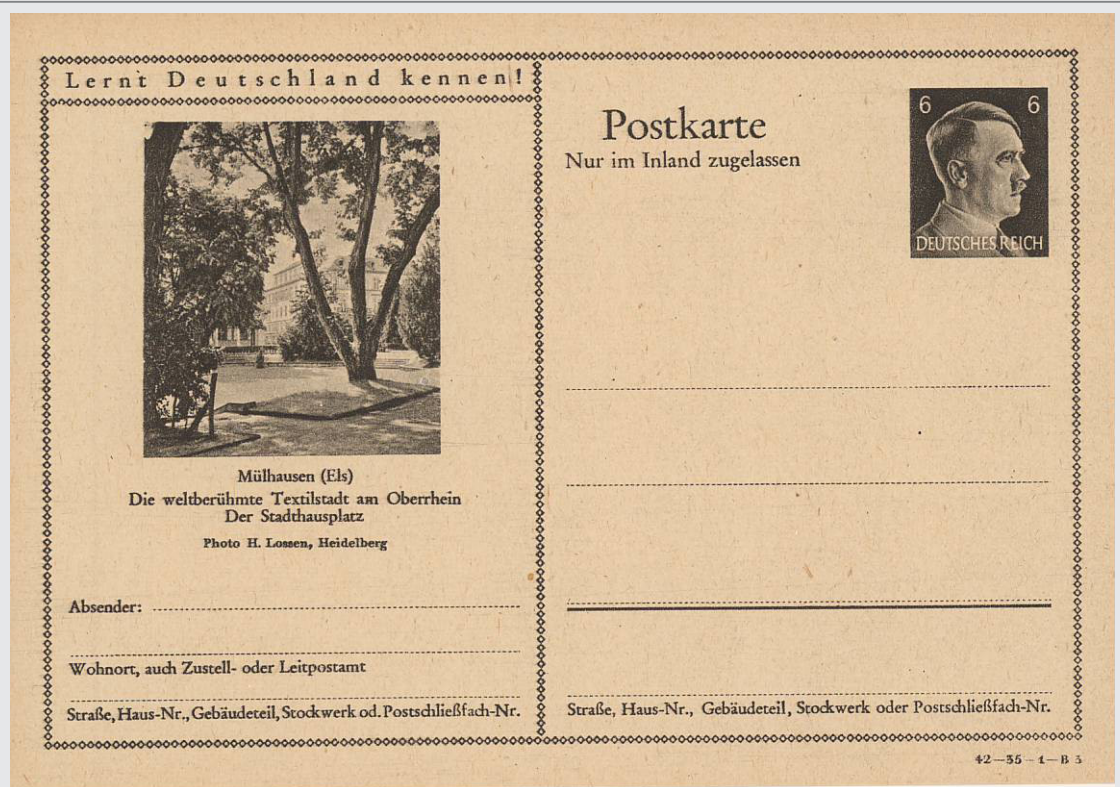 Lernt Deutschland kennen!
Mülhausen (Els)
Die weltberühmte Textilstadt am Oberrhein
Der Stadthausplatz
Photo H. Lossen, Heidelberg
Absender:
Wohnort, auch Zustell- oder Leitpostamt
Straße, Haus-Nr., Gebäudeteil, Stockwerk od. Postschließfach-Nr.
Postkarte
Nur im Inland zugelassen
6 6
DEUTSCHES REICH
Straße, Haus-Nr., Gebäudeteil, Stockwerk oder Postschließfach-Nr.
42—35—1—B 3